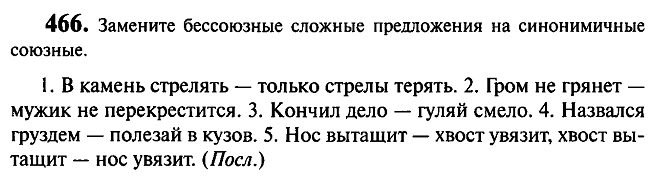 466. Замените бессоюзные сложные предложения на синонимичные
союзные.
1. В камень стрелять — только стрелы терять. 2. Гром не грянет —
мужик не перекрестится. 3. Кончил дело — гуляй смело. 4. Назвался
груздем — полезай в кузов. 5. Нос вытащит — хвост увязит, хвост вы-
тащит — нос увязит. (Посл.)